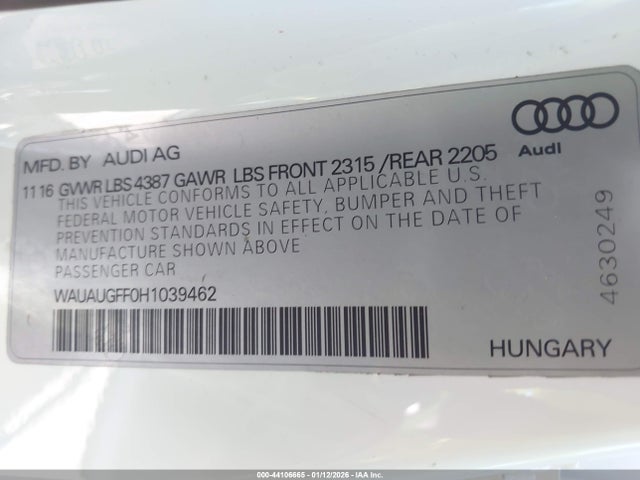 MFD. BY AUDI AG
11 16 GVWR LBS 4387 GAWR LBS FRONT 2315 /REAR 2205
THIS VEHICLE CONFORMS TO ALL APPLICABLE U.S.
FEDERAL MOTOR VEHICLE SAFETY, BUMPER AND THEFT
PREVENTION STANDARDS IN EFFECT ON THE DATE OF
MANUFACTURE SHOWN ABOVE
PASSENGER CAR
WAUAUGFF0H1039462
HUNGARY
Audi
4630249
000-44106665 - 01/12/2026 - IAA Inc.